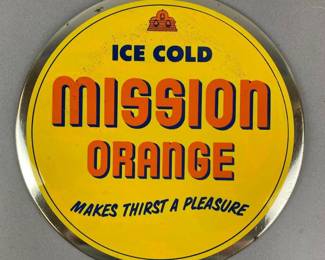 ICE COLD
MISSION
ORANGE
MAKES THIRST A PLEASURE